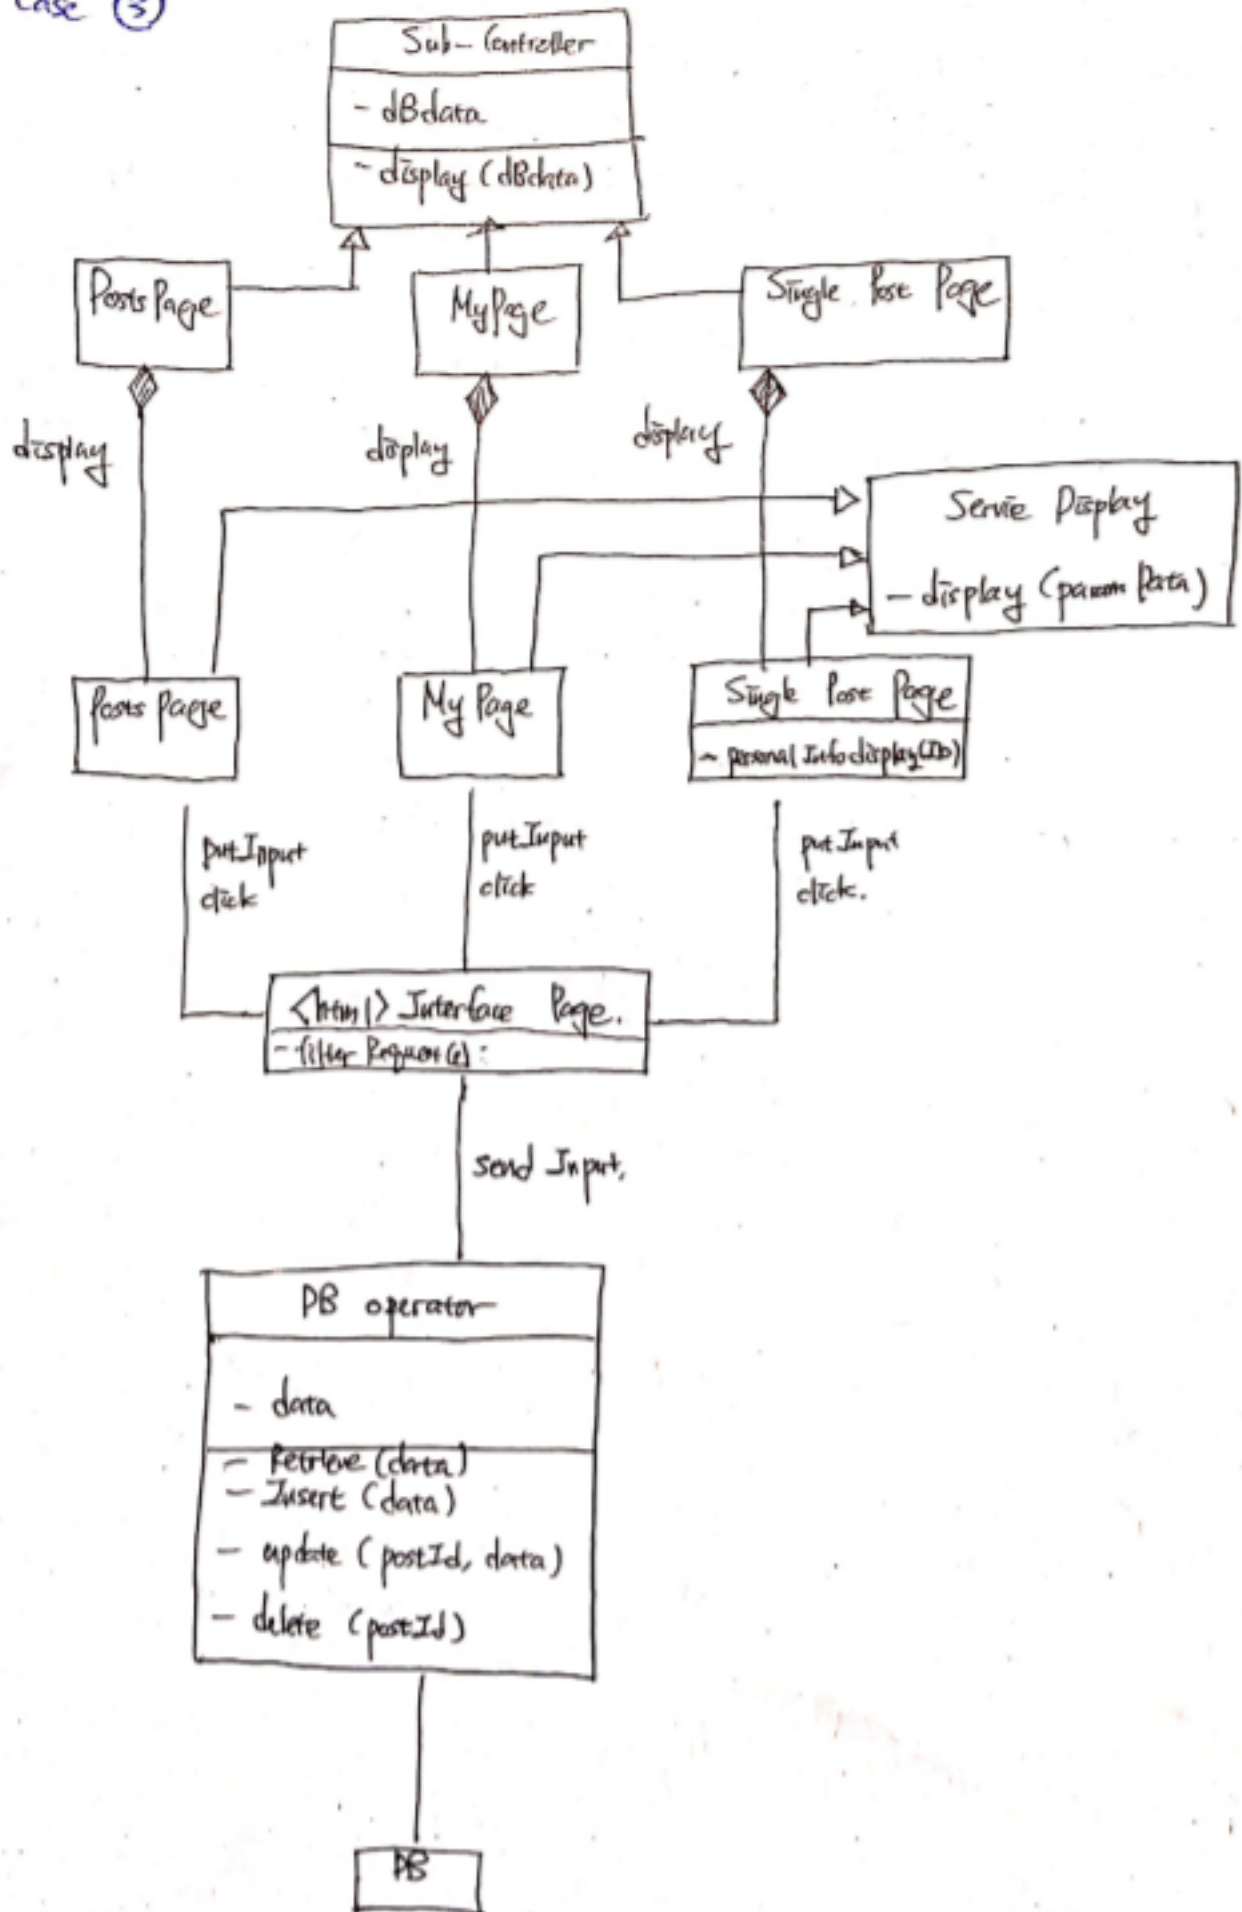 Case ③
Sub-Controller
- dBdata
- display (dBdata)
Posts Page
My Page
Single Post Page
display
display
display
Servie Display
- display (param Data)
Posts Page
My Page
Single Post Page
- personal Info display(ID)
put Input
click
put Input
click
put Input
click.
<html> Interface Page.
- filter Request(e) :
send Input,
DB operator
- data
- Retrieve (data)
- Insert (data)
- update (postId, data)
- delete (postId)
DB